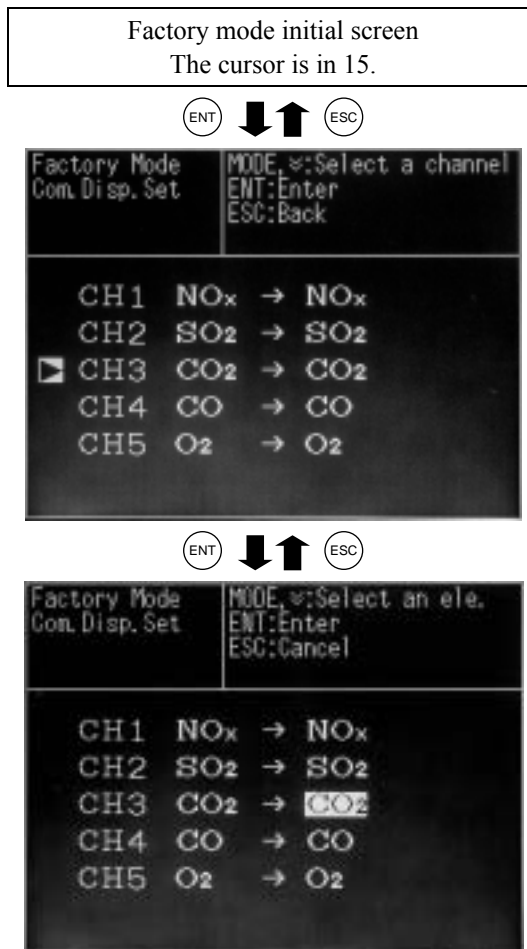 Factory mode initial screen
The cursor is in 15.
ENT ESC
Factory Mode MODE,⩔:Select a channel
Com.Disp.Set ENT:Enter
ESC:Back
CH1 NOx → NOx
CH2 SO2 → SO2
CH3 CO2 → CO2
CH4 CO → CO
CH5 O2 → O2
ENT ESC
Factory Mode MODE,⩔:Select an ele.
Com.Disp.Set ENT:Enter
ESC:Cancel
CH1 NOx → NOx
CH2 SO2 → SO2
CH3 CO2 → CO2
CH4 CO → CO
CH5 O2 → O2